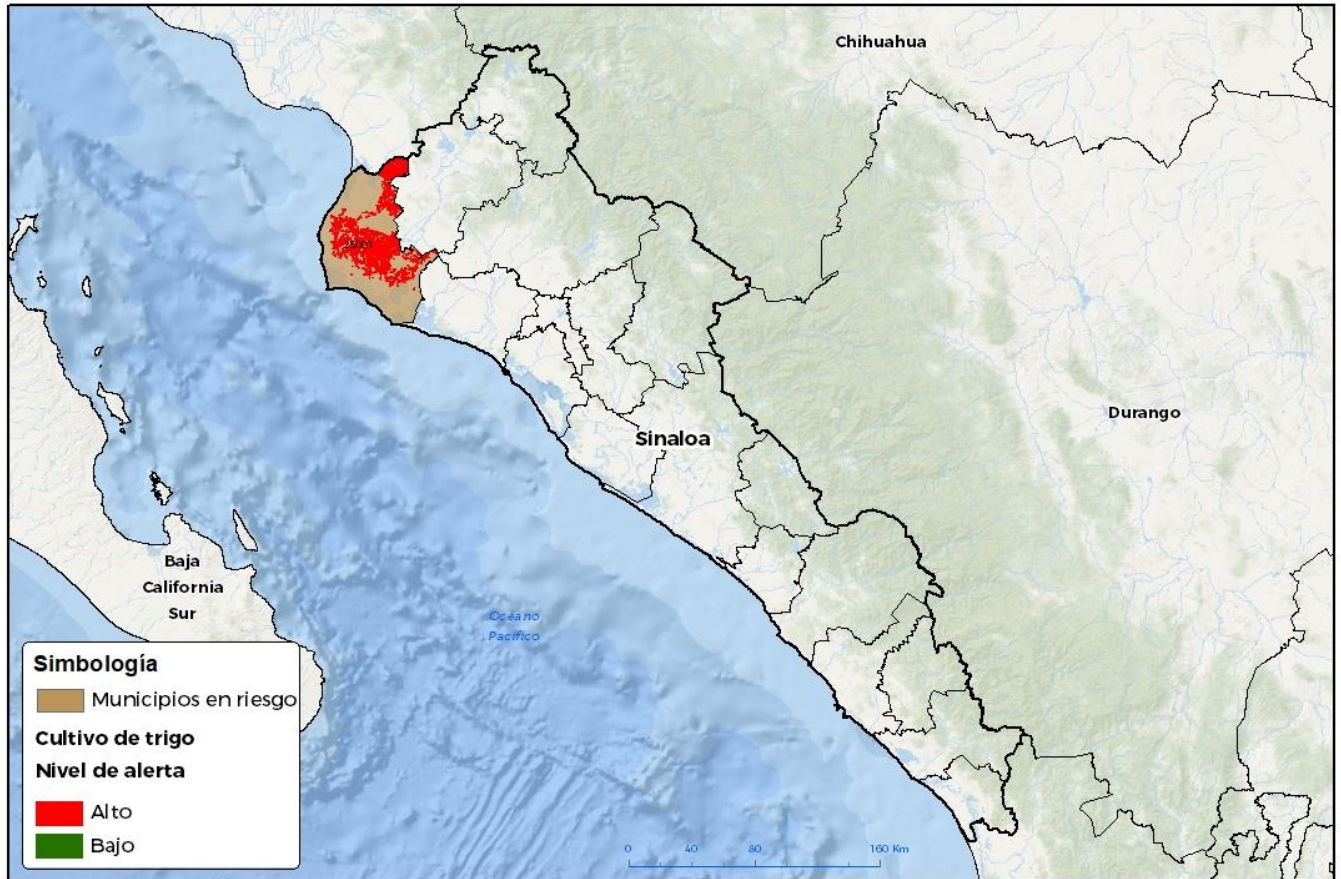 Chihuahua
Durango
Sinaloa
Baja
California
Sur
Océano
Pacífico
Simbología
Municipios en riesgo
Cultivo de trigo
Nivel de alerta
Alto
Bajo
0 40 80 160 Km